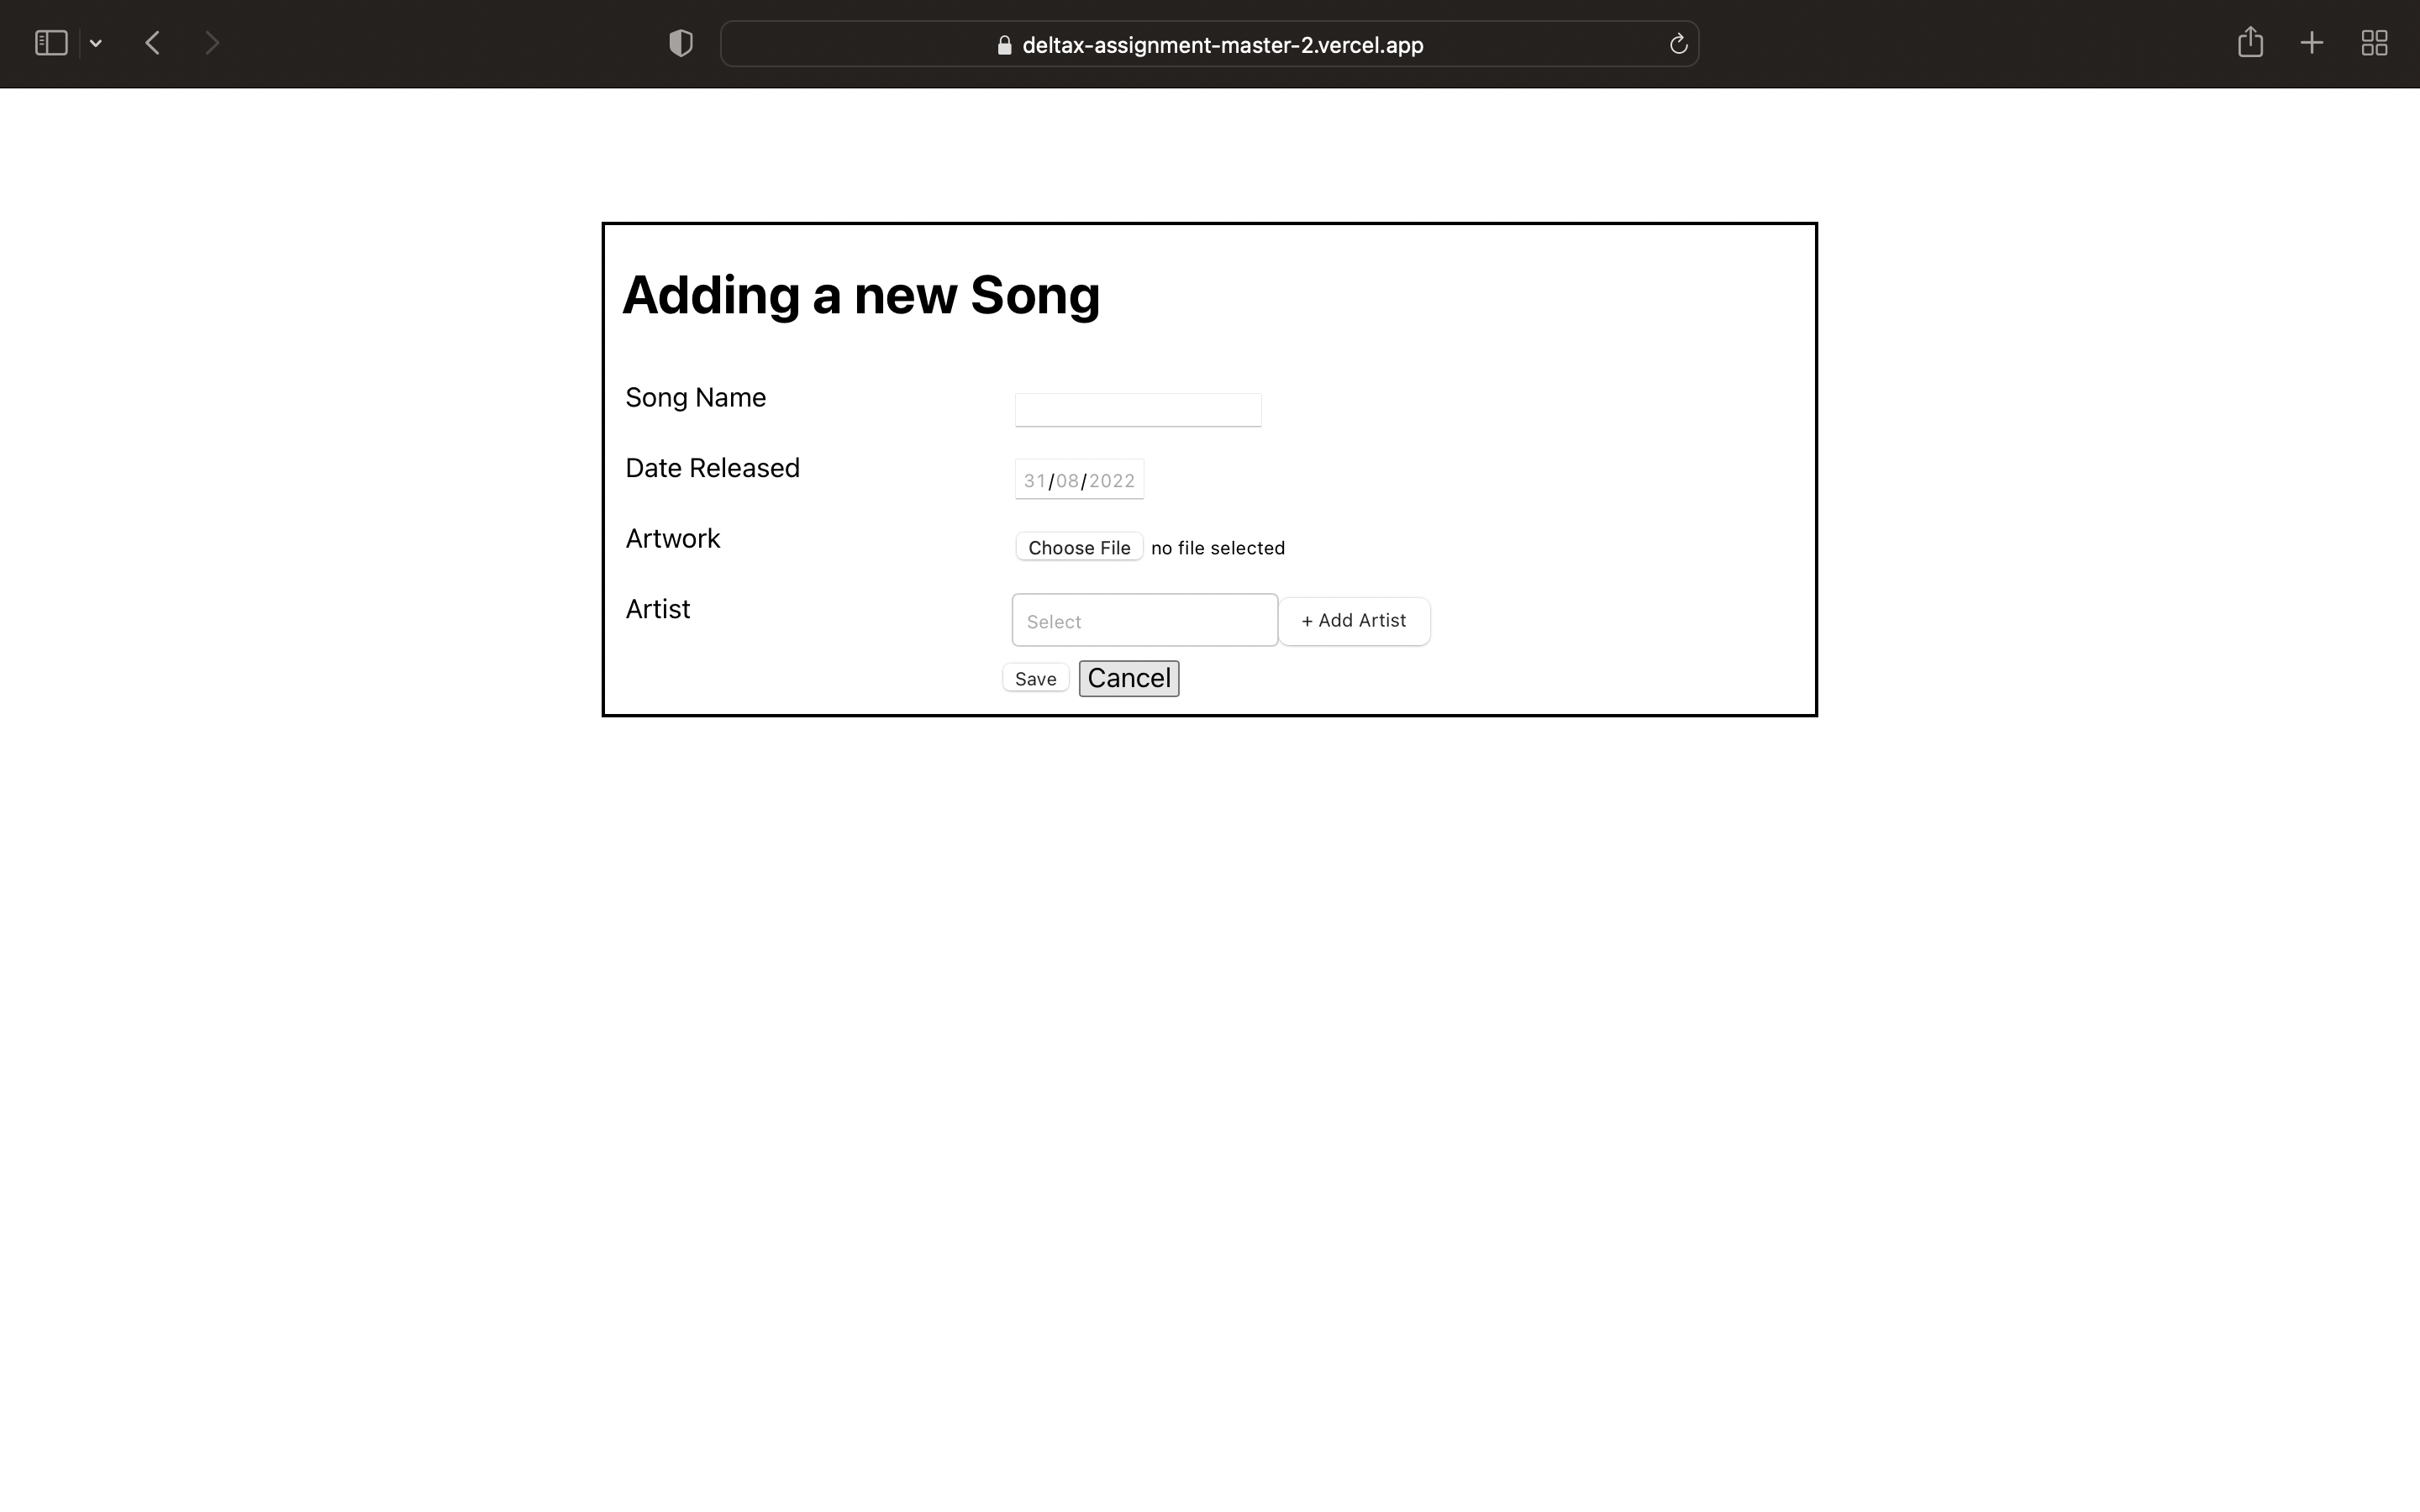 deltax-assignment-master-2.vercel.app
Adding a new Song
Song Name
Date Released 31/08/2022
Artwork Choose File no file selected
Artist Select + Add Artist
Save Cancel